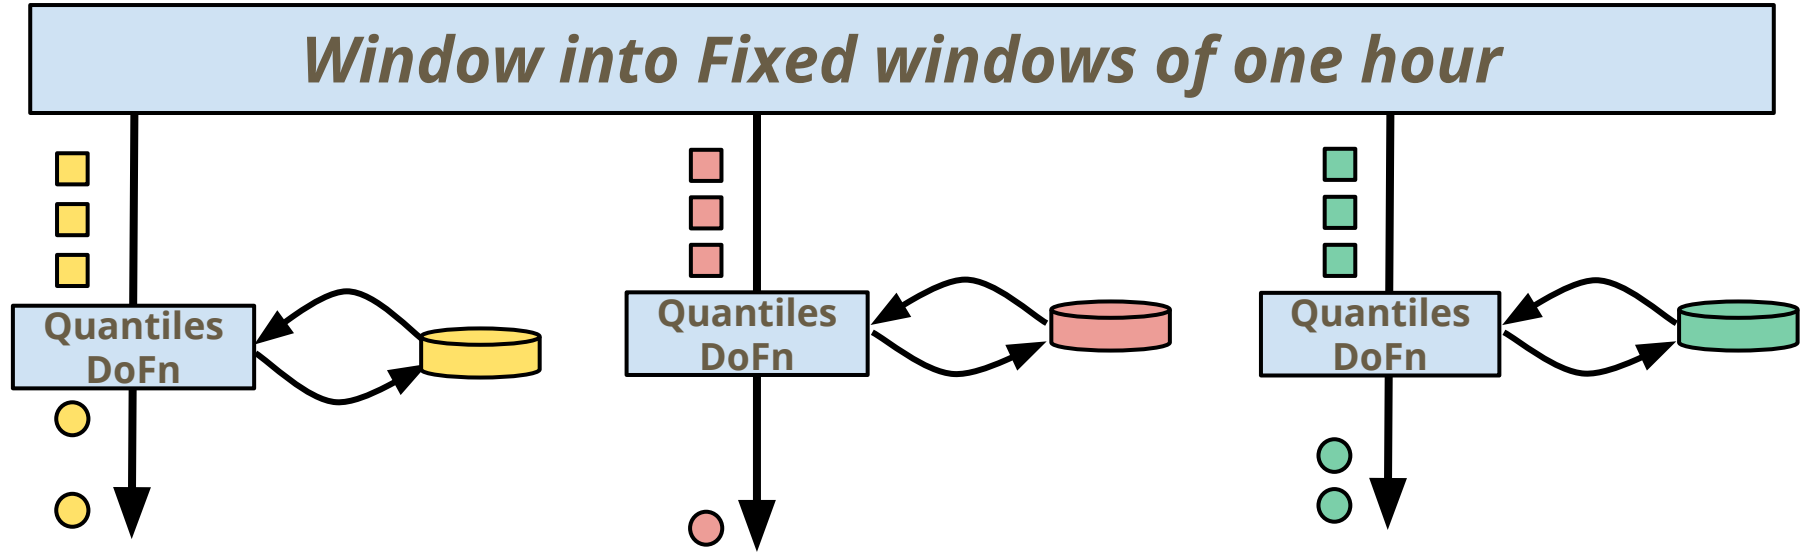 Window into Fixed windows of one hour
Quantiles
DoFn
Quantiles
DoFn
Quantiles
DoFn